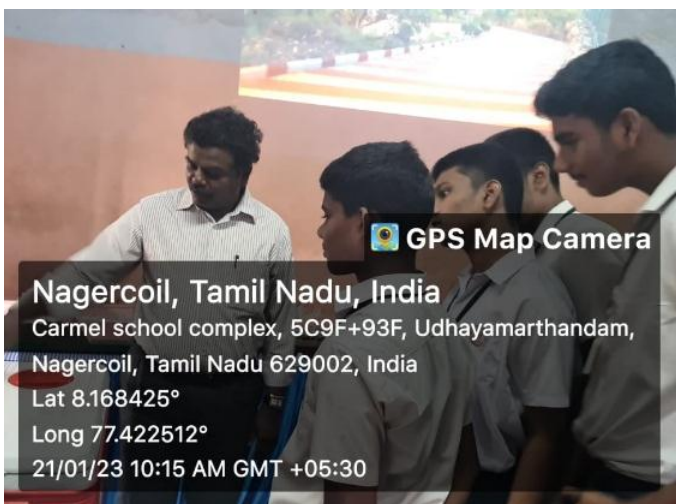 GPS Map Camera
Nagercoil, Tamil Nadu, India
Carmel school complex, 5C9F+93F, Udhayamarthandam,
Nagercoil, Tamil Nadu 629002, India
Lat 8.168425°
Long 77.422512°
21/01/23 10:15 AM GMT +05:30